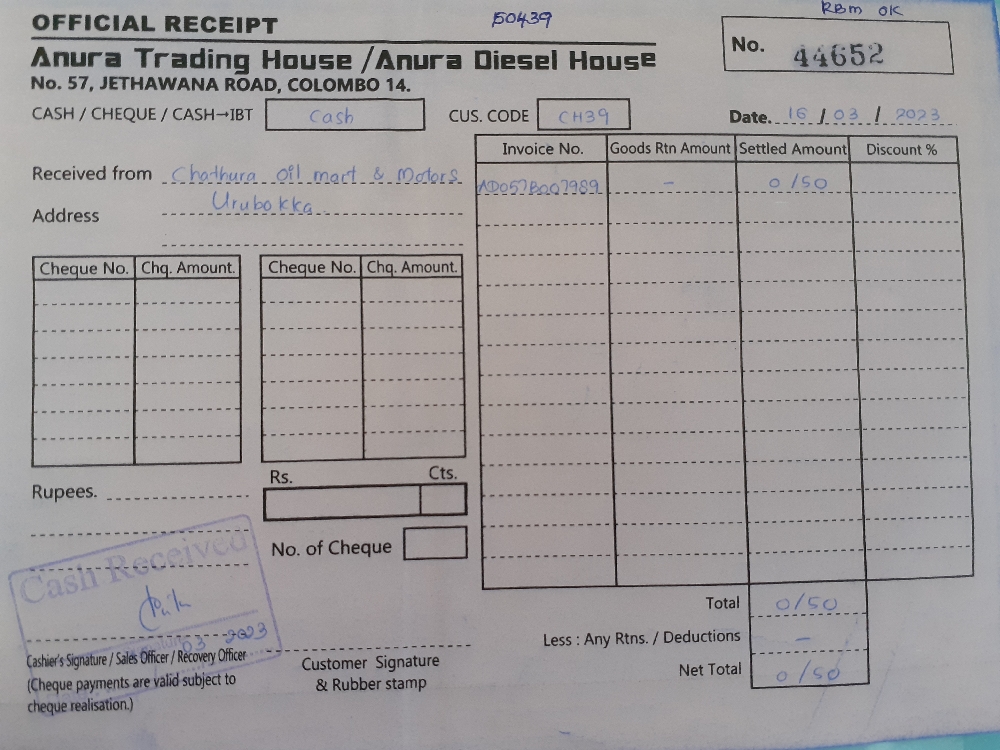 RBM OK
50439
OFFICIAL RECEIPT
No. 44652
Anura Trading House /Anura Diesel House
No. 57, JETHAWANA ROAD, COLOMBO 14.
CASH / CHEQUE / CASH→IBT Cash
CUS. CODE CH39
Date. 16 / 03 / 2023
Received from Chathura Oil mart & Motors
Address Urubokka
Invoice No. Goods Rtn Amount Settled Amount Discount %
AD057B007989 - 0/50
Cheque No. Chq. Amount. Cheque No. Chq. Amount.
Rs. Cts.
Rupees.
No. of Cheque
Cash Received
03 2023
Cashier's Signature / Sales Officer / Recovery Officer
(Cheque payments are valid subject to
cheque realisation.)
Customer Signature
& Rubber stamp
Total 0/50
Less : Any Rtns. / Deductions -
Net Total 0/50